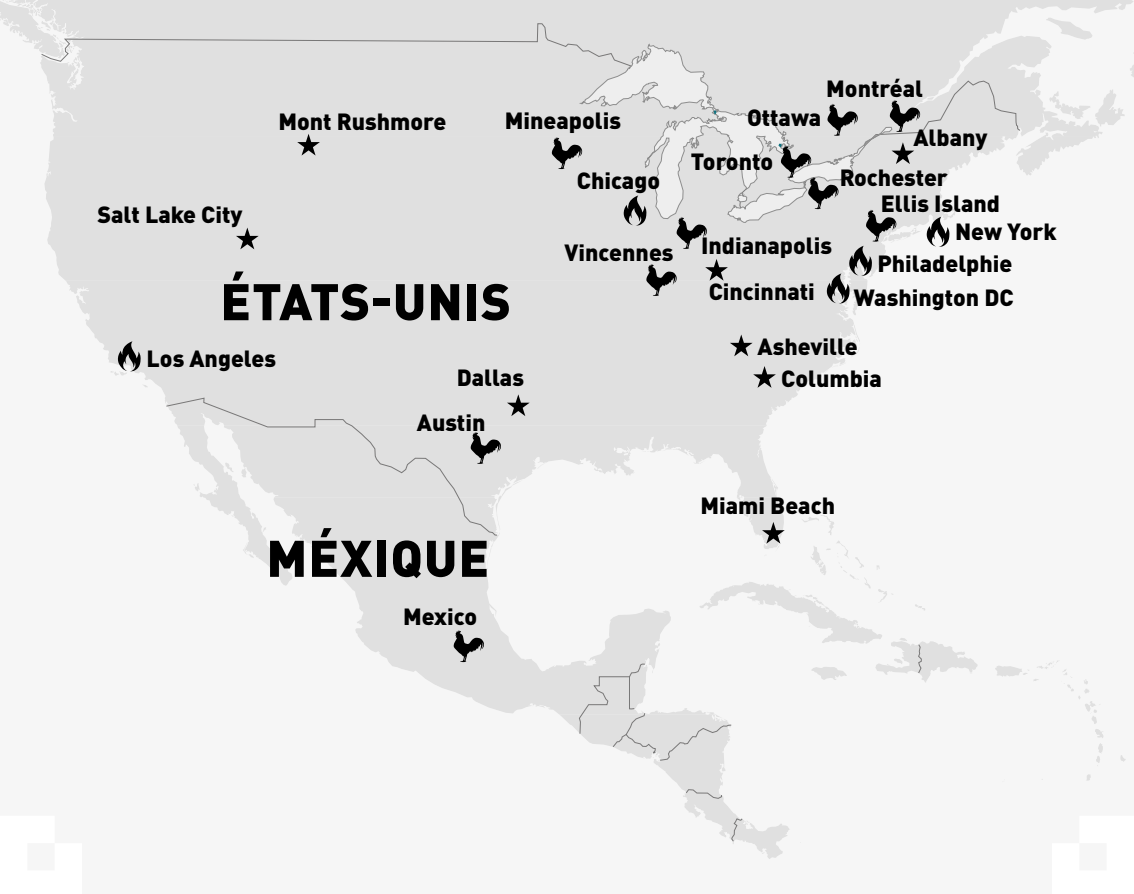 Montréal
Ottawa
Mont Rushmore
Mineapolis
Albany
Toronto
Chicago
Rochester
Ellis Island
Salt Lake City
New York
Indianapolis
Vincennes
Philadelphie
Cincinnati
Washington DC
ÉTATS-UNIS
Asheville
Los Angeles
Dallas
Columbia
Austin
Miami Beach
MÉXIQUE
Mexico